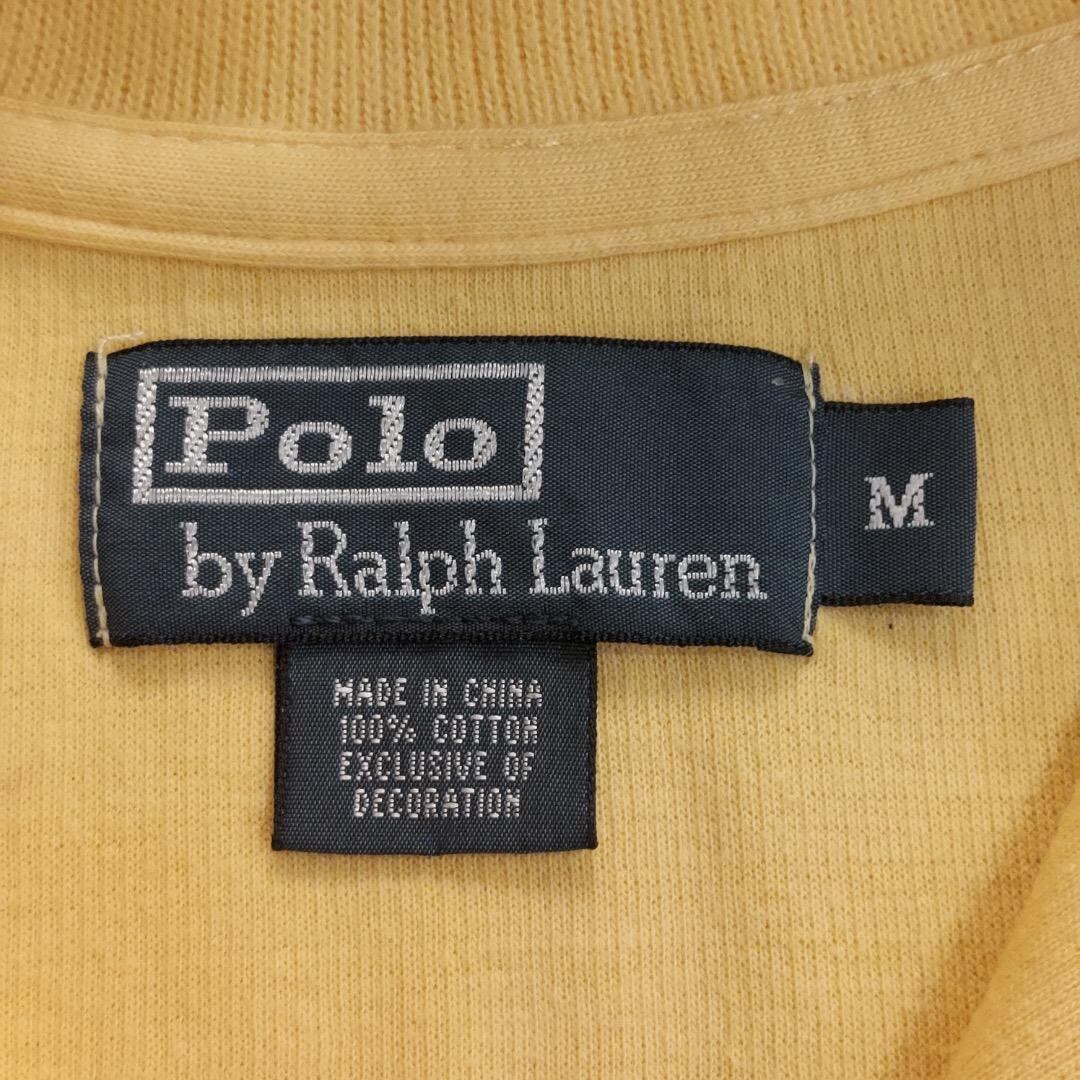 Polo
by Ralph Lauren
M
MADE IN CHINA
100% COTTON
EXCLUSIVE OF
DECORATION